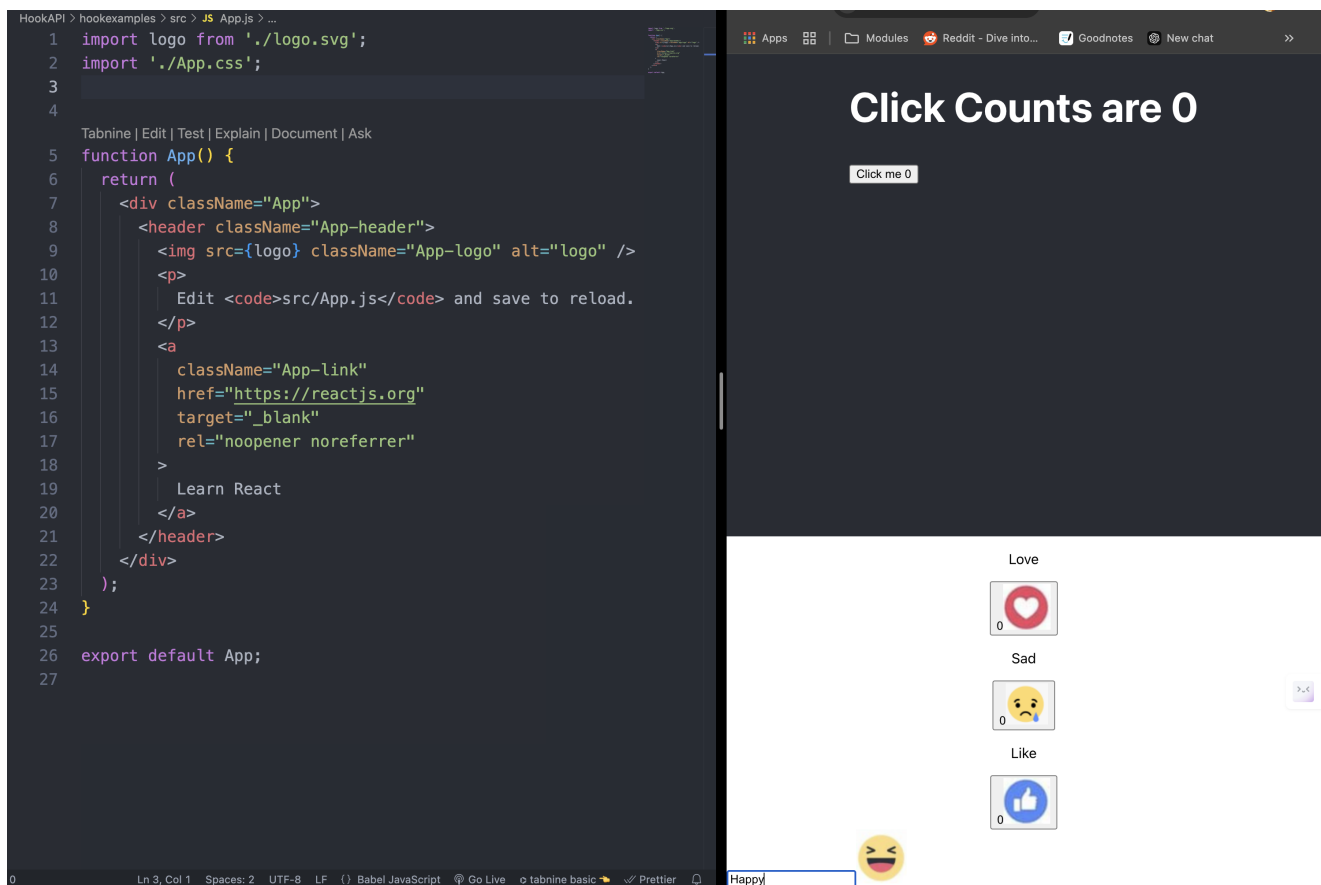 HookAPI > hookexamples > src > JS App.js > ...
1 import logo from './logo.svg';
2 import './App.css';
3
4
Tabnine | Edit | Test | Explain | Document | Ask
5 function App() {
6 return (
7 <div className="App">
8 <header className="App-header">
9 <img src={logo} className="App-logo" alt="logo" />
10 <p>
11 Edit <code>src/App.js</code> and save to reload.
12 </p>
13 <a
14 className="App-link"
15 href="https://reactjs.org"
16 target="_blank"
17 rel="noopener noreferrer"
18 >
19 Learn React
20 </a>
21 </header>
22 </div>
23 );
24 }
25
26 export default App;
27
0 Ln 3, Col 1 Spaces: 2 UTF-8 LF {} Babel JavaScript Go Live tabnine basic Prettier
Apps Modules Reddit - Dive into... Goodnotes New chat »
Click Counts are 0
Click me 0
Love
0
Sad
0
Like
0
Happy